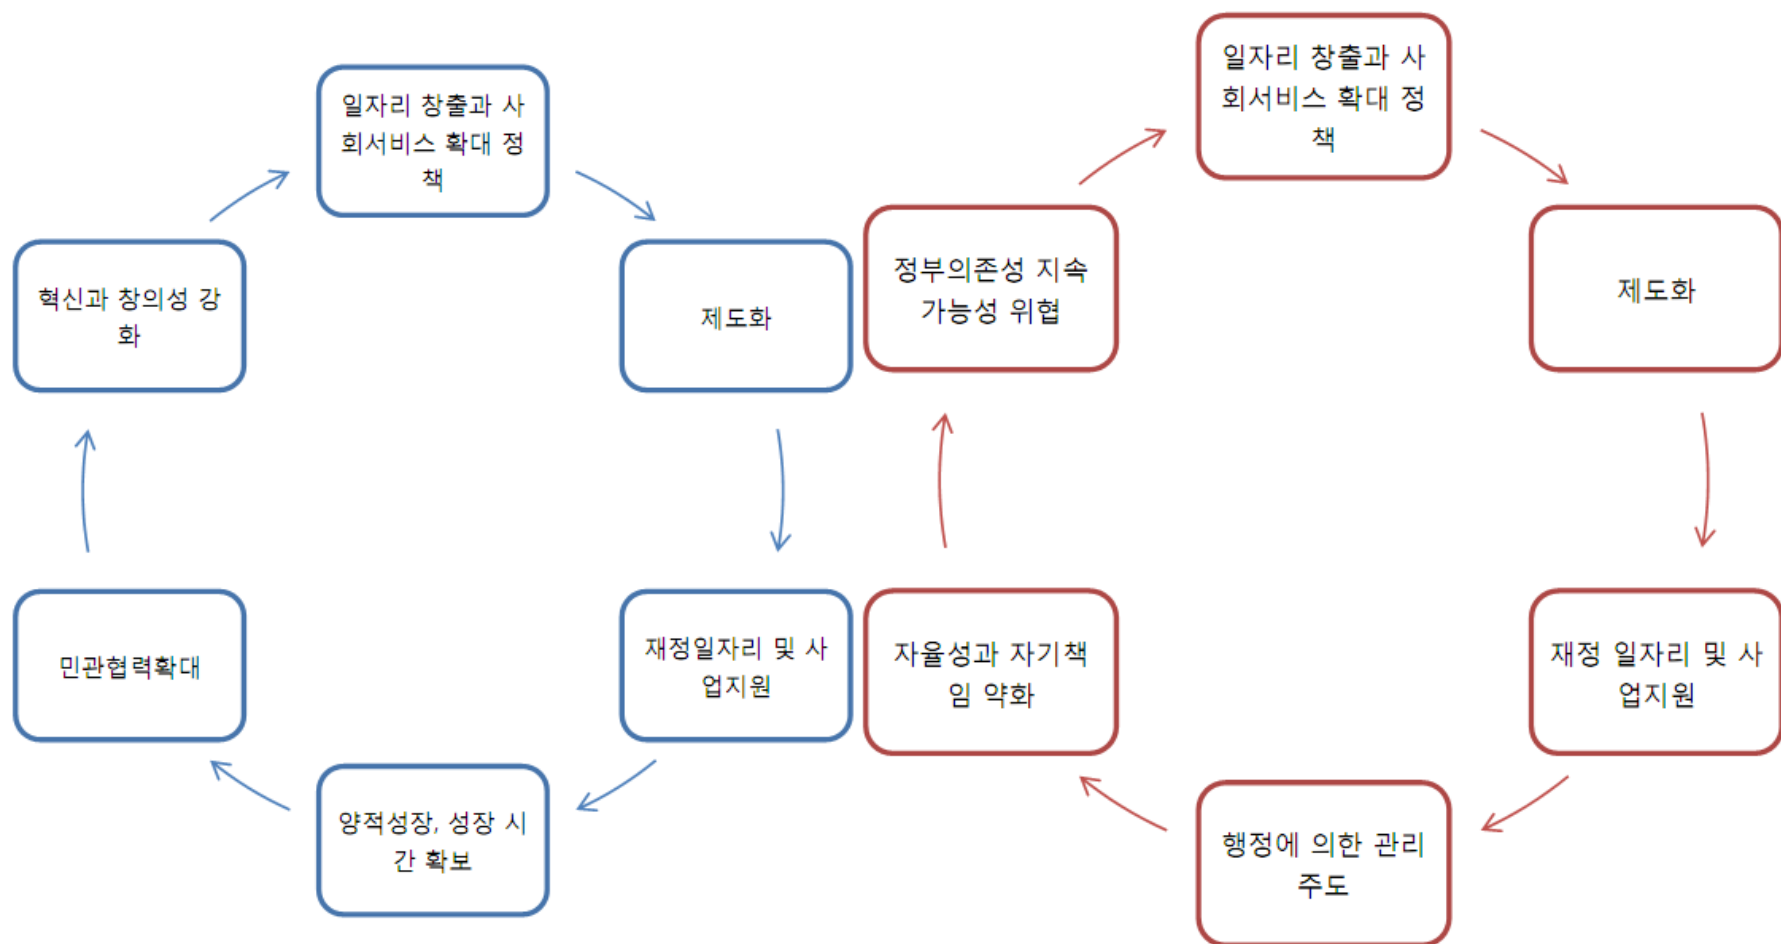 일자리 창출과 사
회서비스 확대 정
책
제도화
재정일자리 및 사
업지원
양적성장, 성장 시
간 확보
민관협력확대
혁신과 창의성 강
화
일자리 창출과 사
회서비스 확대 정
책
제도화
재정 일자리 및 사
업지원
행정에 의한 관리
주도
자율성과 자기책
임 약화
정부의존성 지속
가능성 위협